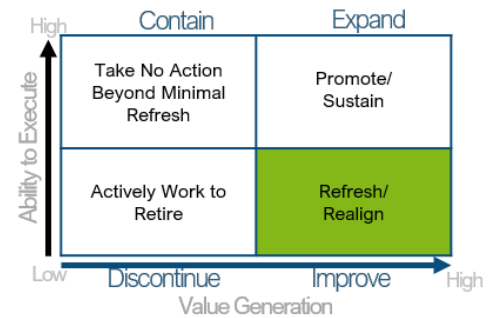 High
Contain
Expand
Ability to Execute
Take No Action
Beyond Minimal
Refresh
Promote/
Sustain
Actively Work to
Retire
Refresh/
Realign
Low
Discontinue
Improve
High
Value Generation